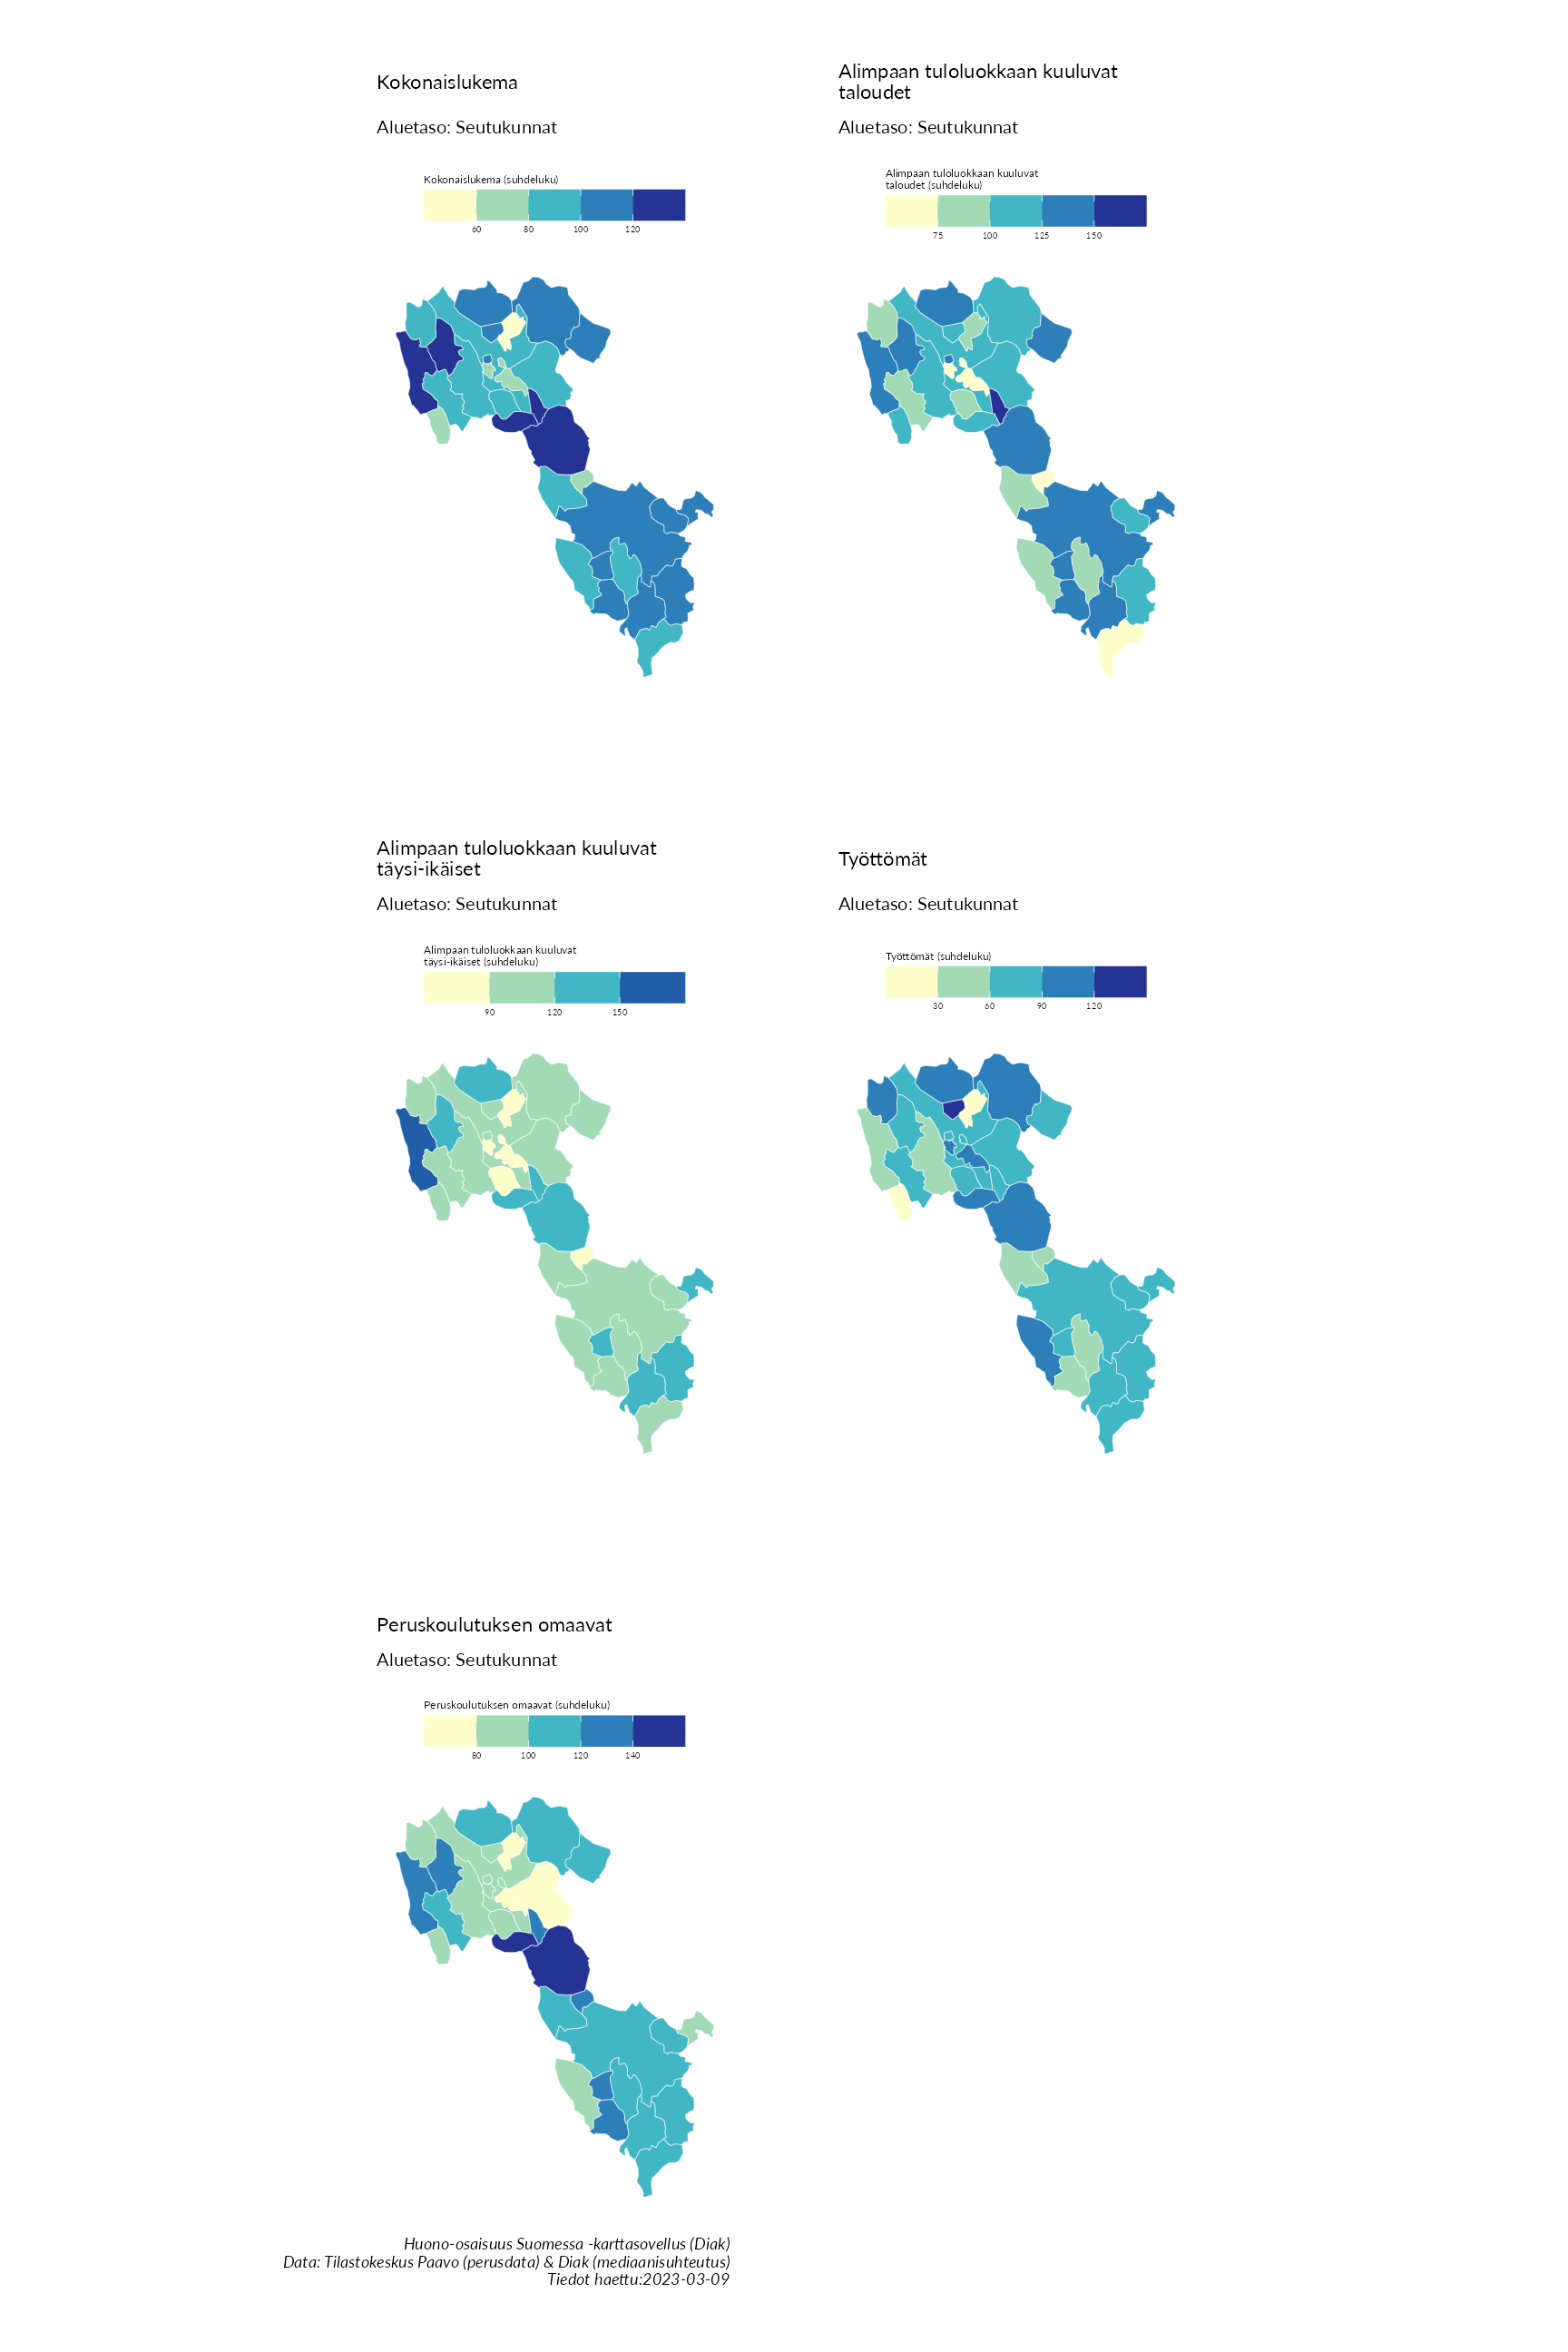 Kokonaislukema
Aluetaso: Seutukunnat
Kokonaislukema (suhdeluku)
60 80 100 120
Alimpaan tuloluokkaan kuuluvat
taloudet
Aluetaso: Seutukunnat
Alimpaan tuloluokkaan kuuluvat
taloudet (suhdeluku)
75 100 125 150
Alimpaan tuloluokkaan kuuluvat
täysi-ikäiset
Aluetaso: Seutukunnat
Alimpaan tuloluokkaan kuuluvat
täysi-ikäiset (suhdeluku)
90 120 150
Työttömät
Aluetaso: Seutukunnat
Työttömät (suhdeluku)
30 60 90 120
Peruskoulutuksen omaavat
Aluetaso: Seutukunnat
Peruskoulutuksen omaavat (suhdeluku)
80 100 120 140
Huono-osaisuus Suomessa -karttasovellus (Diak)
Data: Tilastokeskus Paavo (perusdata) & Diak (mediaanisuhteutus)
Tiedot haettu:2023-03-09